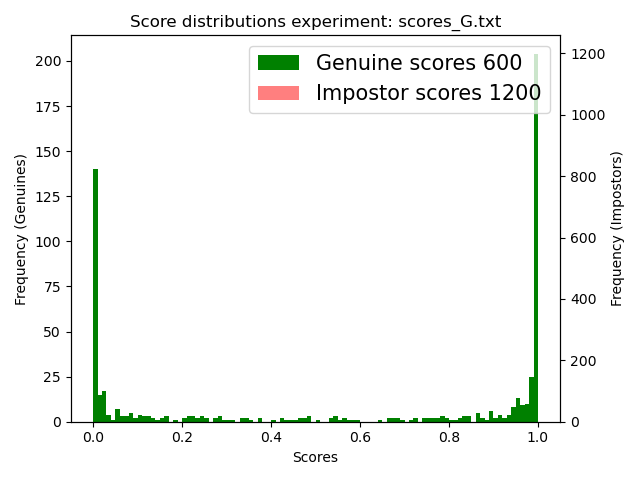 Score distributions experiment: scores_G.txt
Genuine scores 600
Impostor scores 1200
Frequency (Genuines)
200
175
150
125
100
75
50
25
0
1200
1000
800
600
400
200
0
Frequency (Impostors)
0.0 0.2 0.4 0.6 0.8 1.0
Scores